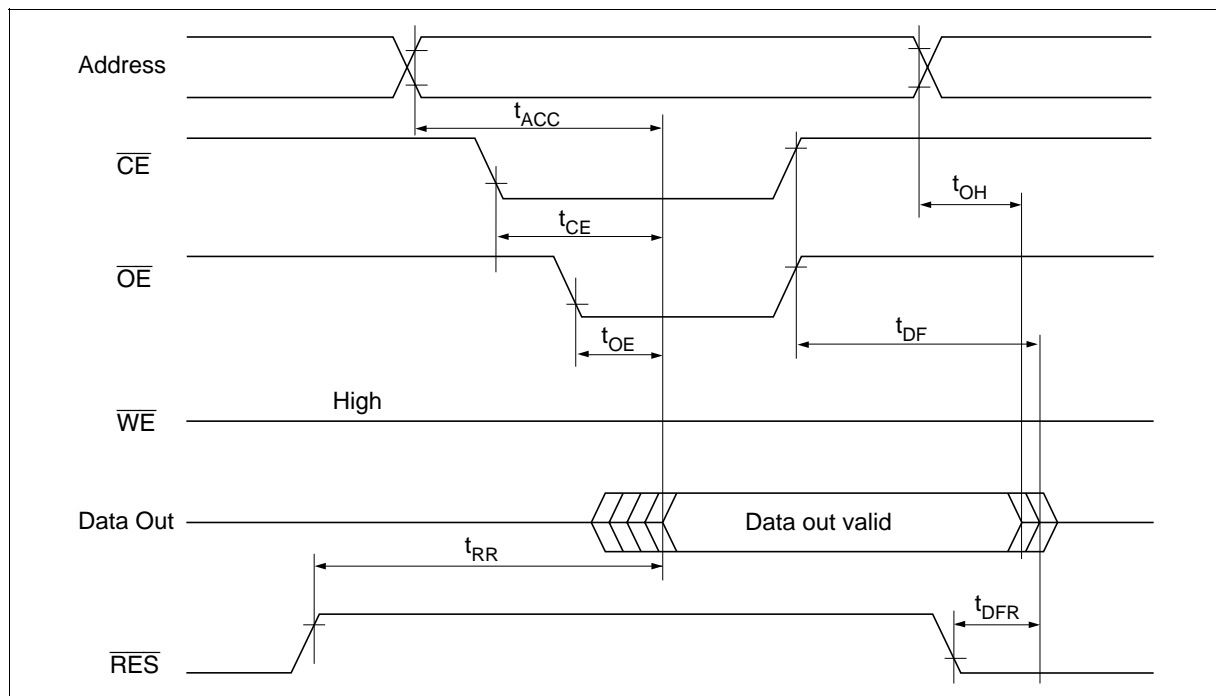 Address
tACC
CE
tOH
tCE
OE
tDF
tOE
High
WE
Data Out
Data out valid
tRR
tDFR
RES